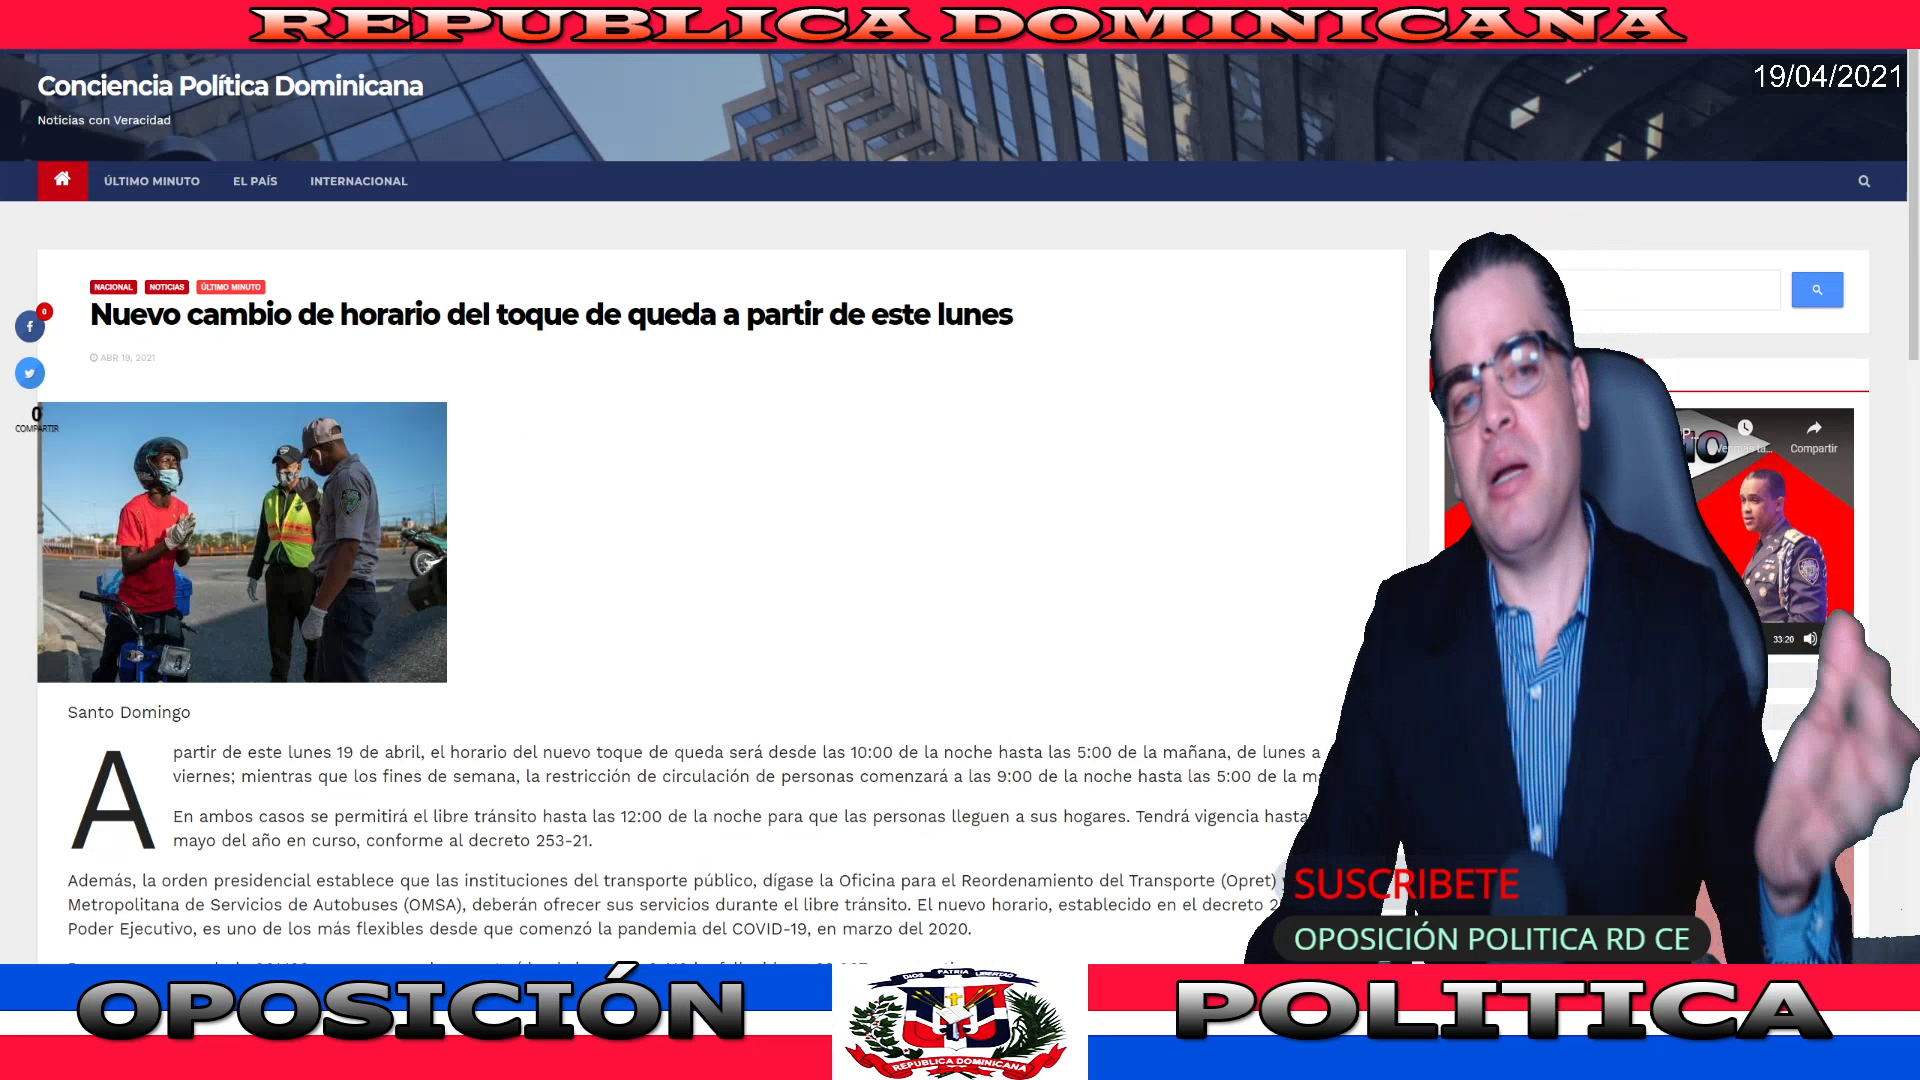 REPUBLICA DOMINICANA
Conciencia Política Dominicana
19/04/2021
Noticias con Veracidad
ÚLTIMO MINUTO
EL PAÍS
INTERNACIONAL
NACIONAL
NOTICIAS
ÚLTIMO MINUTO
Nuevo cambio de horario del toque de queda a partir de este lunes
0
ABR 19, 2021
0
COMPARTIR
Compartir
33:20
Santo Domingo
A partir de este lunes 19 de abril, el horario del nuevo toque de queda será desde las 10:00 de la noche hasta las 5:00 de la mañana, de lunes a
viernes; mientras que los fines de semana, la restricción de circulación de personas comenzará a las 9:00 de la noche hasta las 5:00 de la
En ambos casos se permitirá el libre tránsito hasta las 12:00 de la noche para que las personas lleguen a sus hogares. Tendrá vigencia hasta
mayo del año en curso, conforme al decreto 253-21.
Además, la orden presidencial establece que las instituciones del transporte público, dígase la Oficina para el Reordenamiento del Transporte (Opret)
Metropolitana de Servicios de Autobuses (OMSA), deberán ofrecer sus servicios durante el libre tránsito. El nuevo horario, establecido en el decreto
Poder Ejecutivo, es uno de los más flexibles desde que comenzó la pandemia del COVID-19, en marzo del 2020.
SUSCRIBETE
OPOSICIÓN POLITICA RD CE
OPOSICIÓN
DIOS PATRIA LIBERTAD
REPUBLICA DOMINICANA
POLITICA